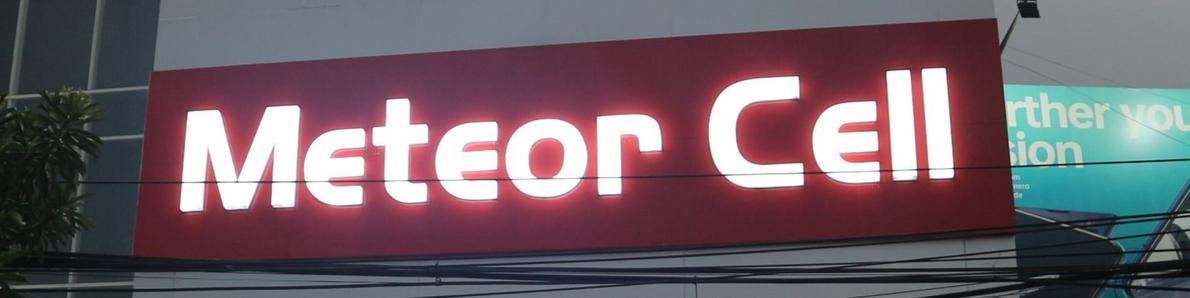 Meteor Cell
rther you
sion